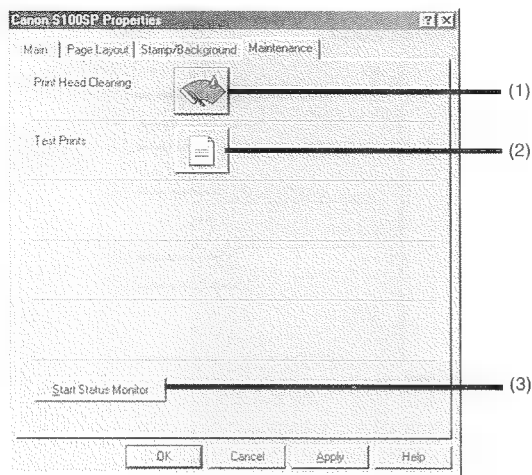 Canon S100SP Properties
Main Page Layout Stamp/Background Maintenance
Print Head Cleaning (1)
Test Prints (2)
Start Status Monitor (3)
OK Cancel Apply Help